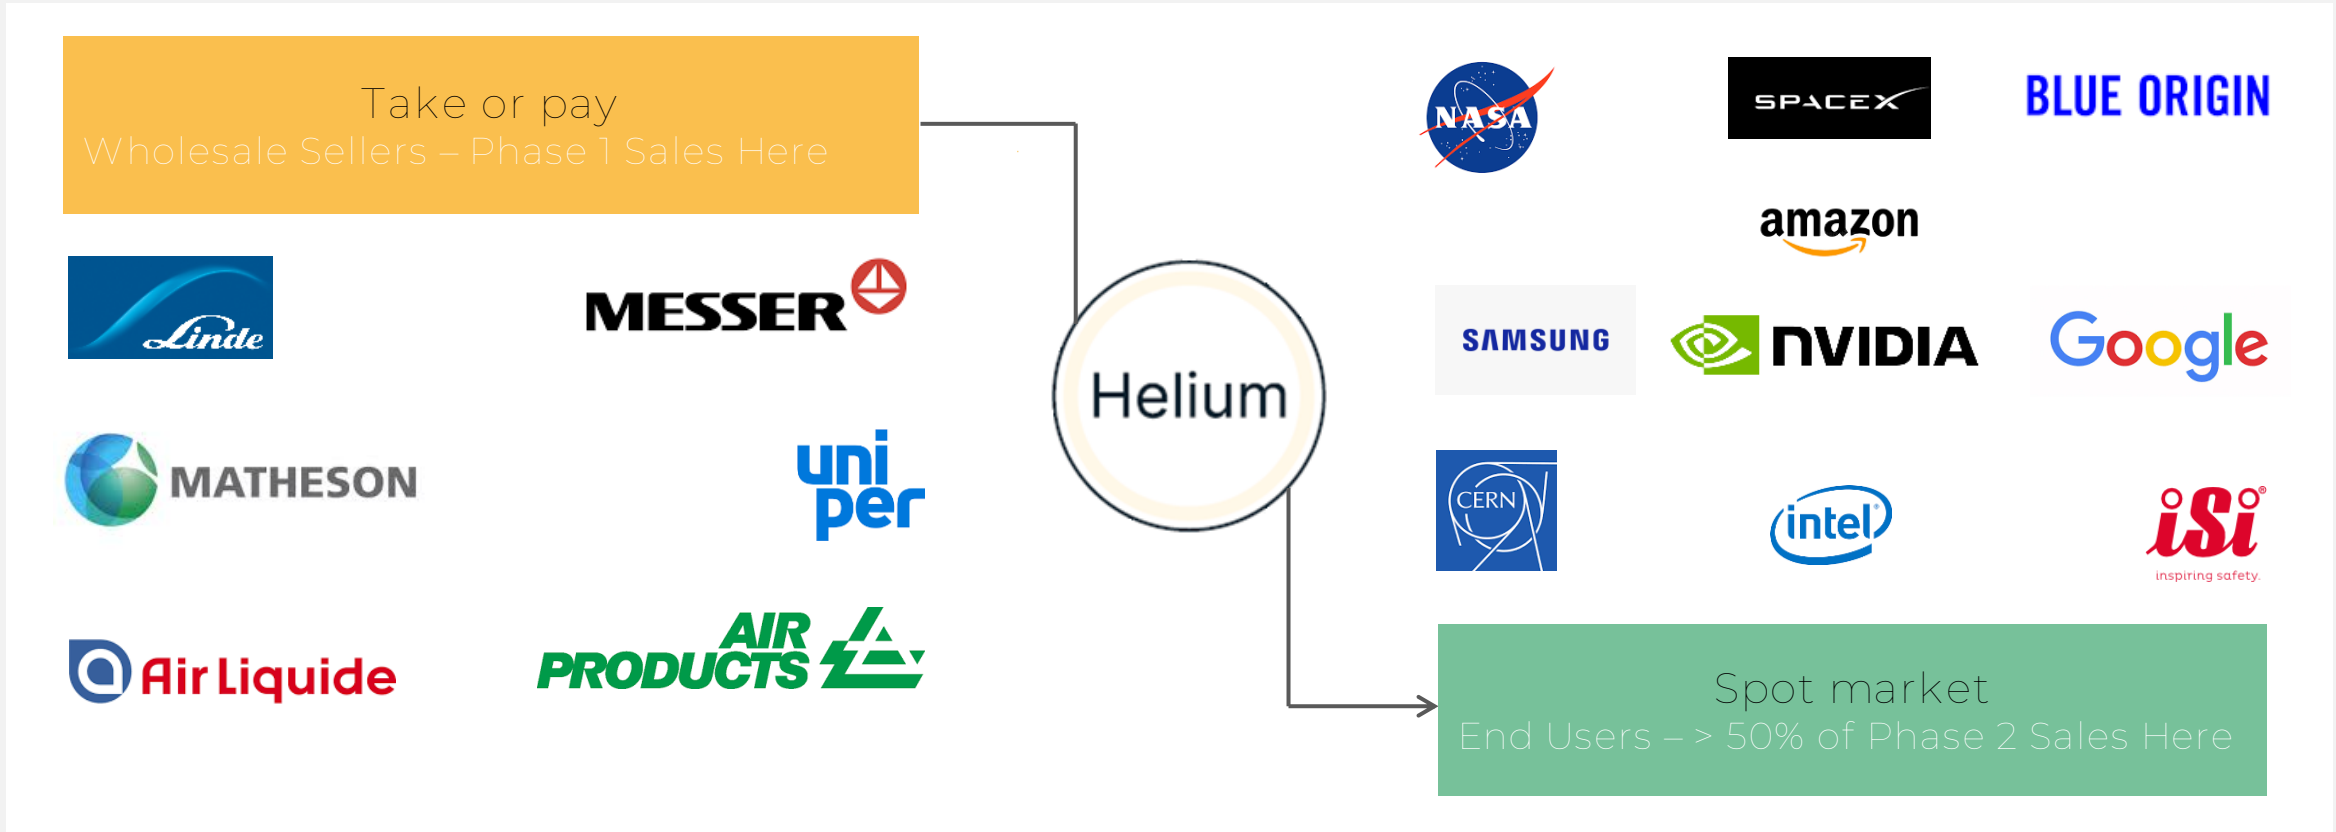 Take or pay
Wholesale Sellers – Phase 1 Sales Here
Linde
MESSER
MATHESON
uni
per
Air Liquide
AIR
PRODUCTS
Helium
NASA
SPACEX
BLUE ORIGIN
amazon
SAMSUNG
nVIDIA
Google
CERN
intel
iSi®
inspiring safety.
Spot market
End Users – > 50% of Phase 2 Sales Here